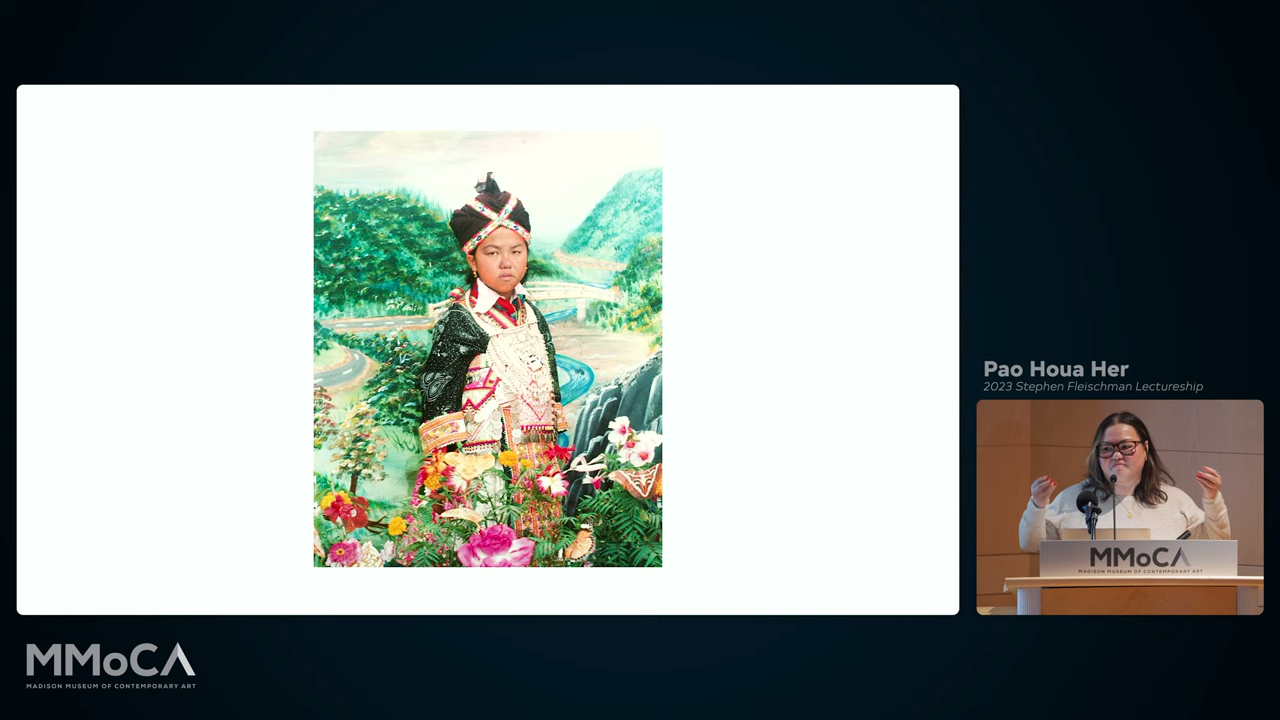 Pao Houa Her
2023 Stephen Fleischman Lectureship
MMoCA
MADISON MUSEUM OF CONTEMPORARY ART
MMoCA
MADISON MUSEUM OF CONTEMPORARY ART